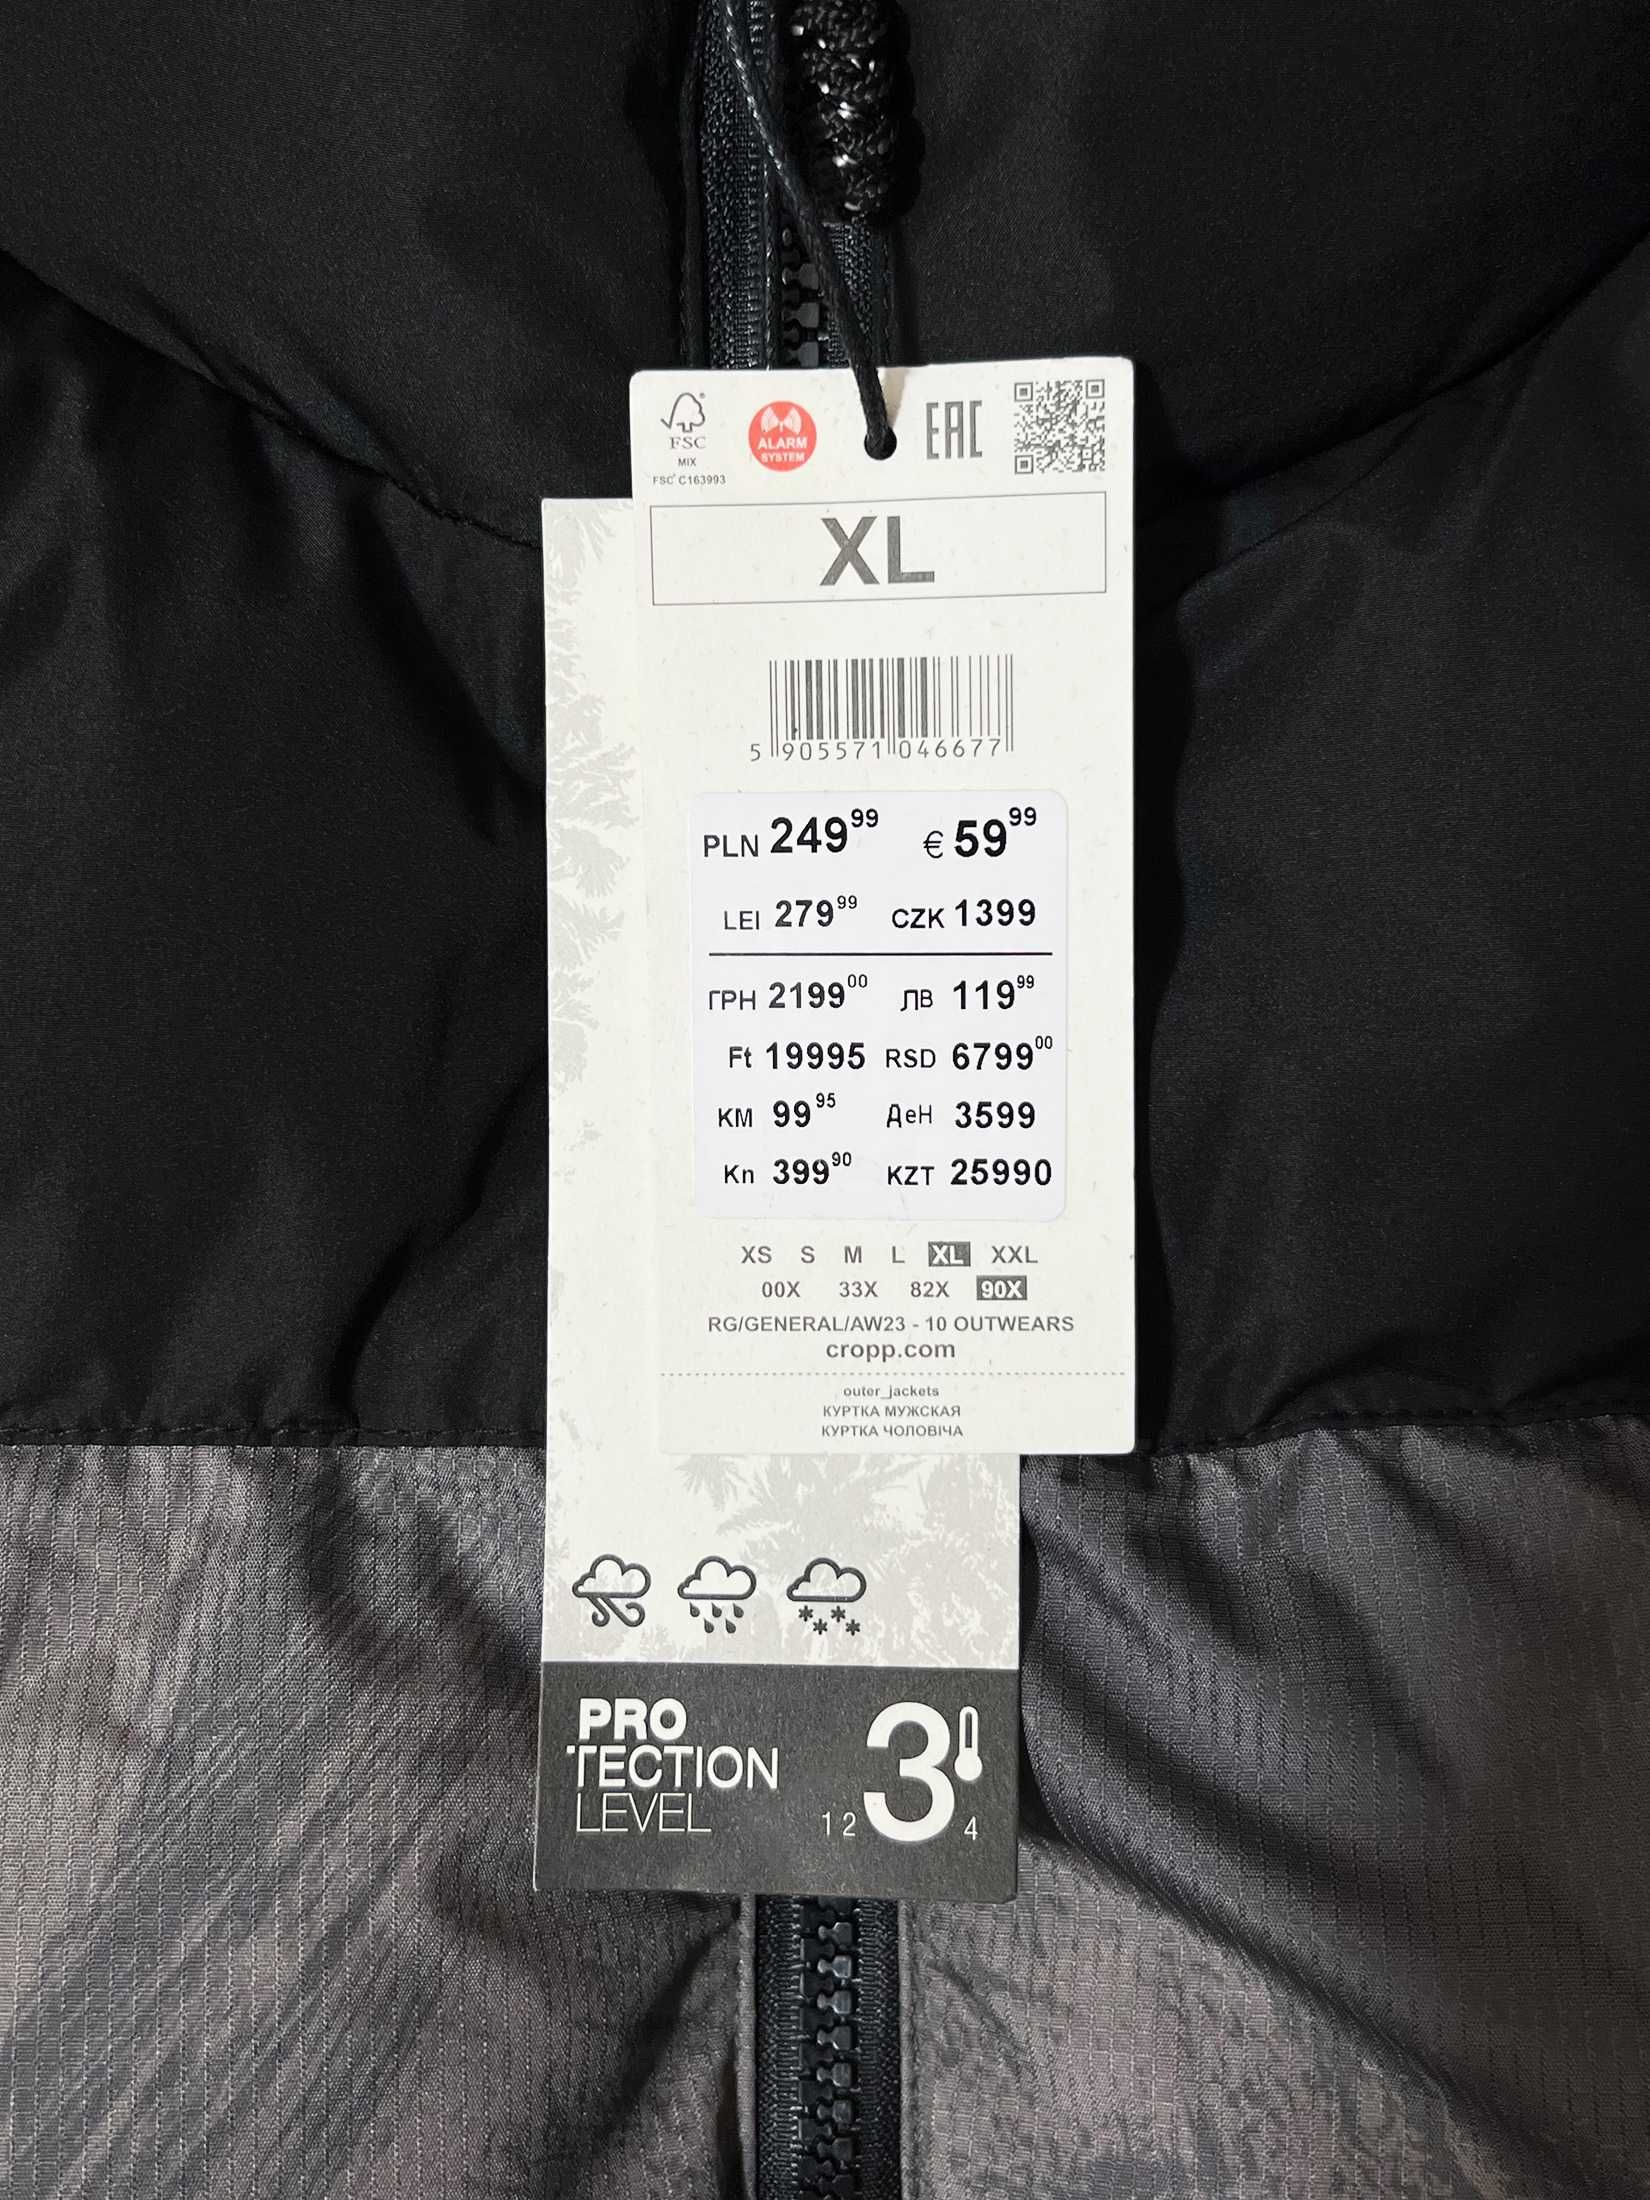 FSC
MIX
FSC® C163993
ALARM
SYSTEM
EAC
XL
5 905571 046677
PLN 249 99 € 59 99
LEI 279 99 CZK 1399
ГРН 2199 00 ЛВ 119 99
Ft 19995 RSD 6799 00
KM 99 95 ДеН 3599
Kn 399 90 KZT 25990
XS S M L XL XXL
00X 33X 82X 90X
RG/GENERAL/AW23 - 10 OUTWEARS
cropp.com
outer_jackets
КУРТКА МУЖСКАЯ
КУРТКА ЧОЛОВІЧА
PRO
TECTION
LEVEL
1 2 3 4